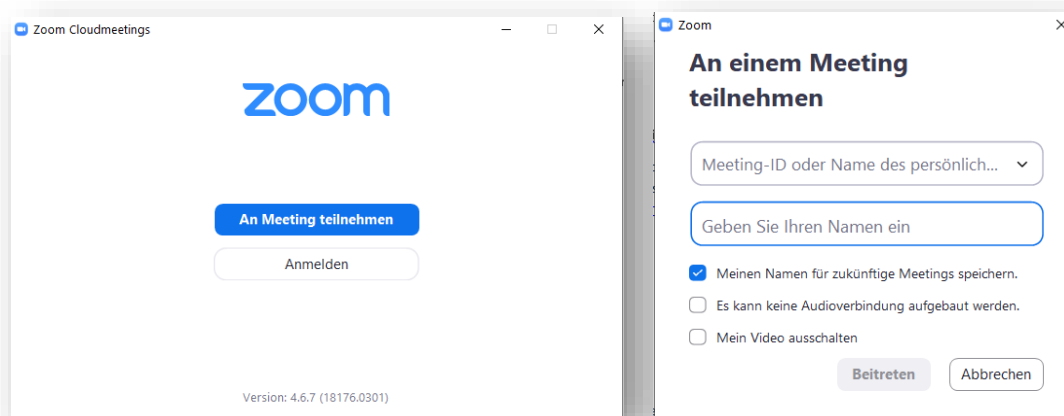 Zoom Cloudmeetings
zoom
An Meeting teilnehmen
Anmelden
Version: 4.6.7 (18176.0301)
Zoom
An einem Meeting
teilnehmen
Meeting-ID oder Name des persönlich...
Geben Sie Ihren Namen ein
Meinen Namen für zukünftige Meetings speichern.
Es kann keine Audioverbindung aufgebaut werden.
Mein Video ausschalten
Beitreten
Abbrechen